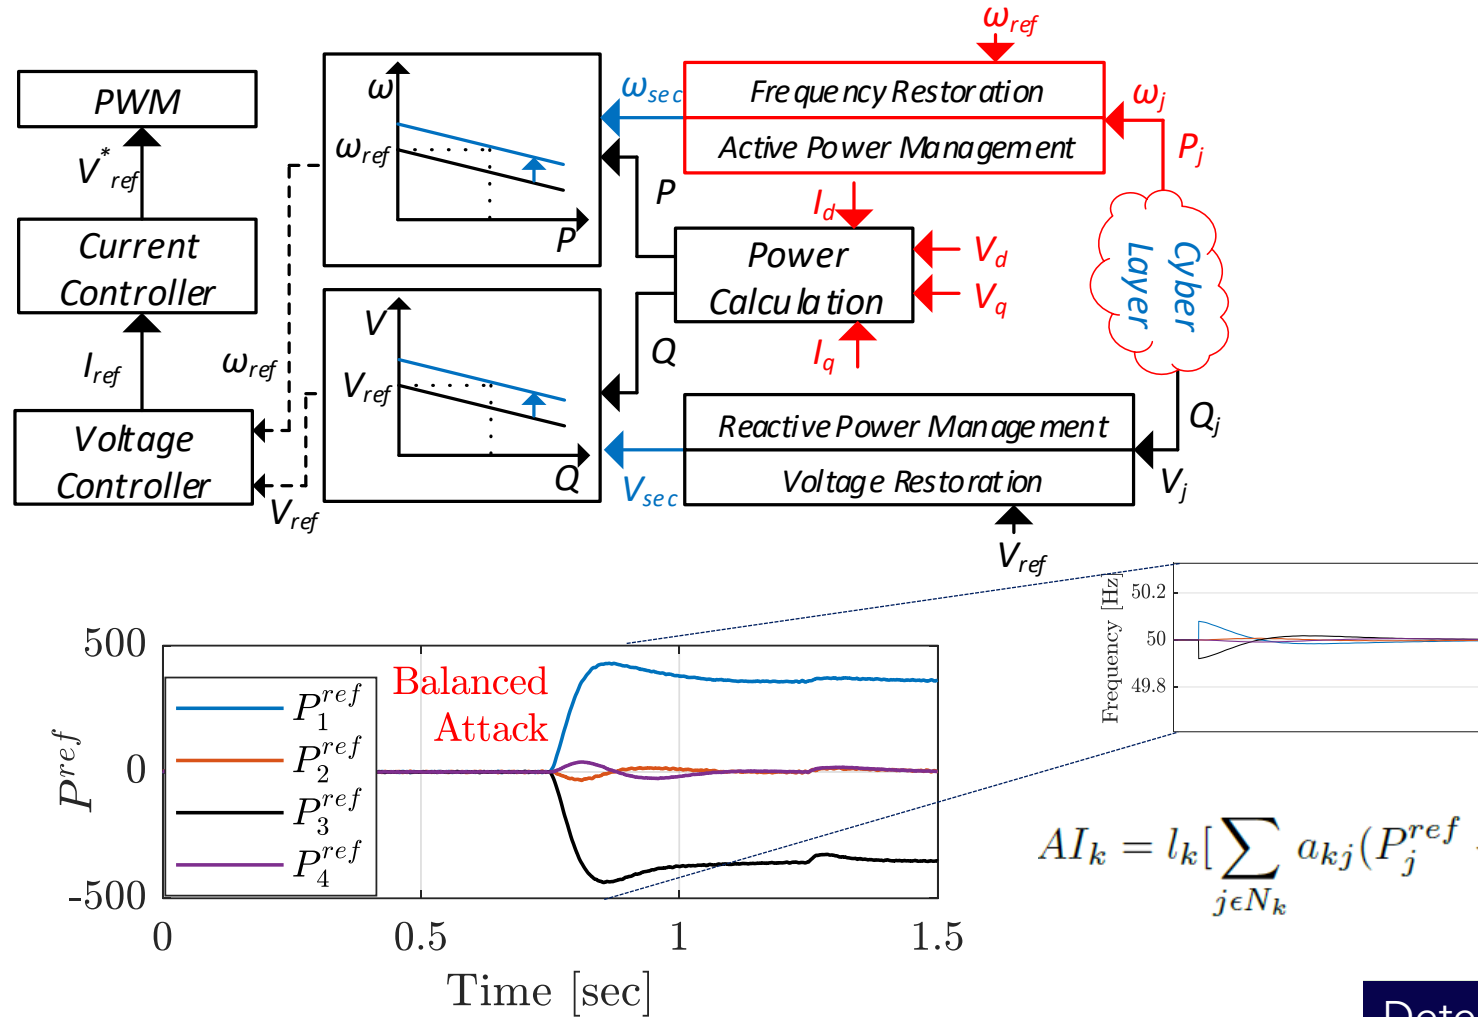 ω_ref
PWM
V*_ref
Current
Controller
I_ref
Voltage
Controller
ω_ref
V_ref
ω
ω_ref
P
V
V_ref
Q
ω_sec
P
Q
V_sec
Frequency Restoration
Active Power Management
I_d
Power
Calculation
V_d
V_q
I_q
Reactive Power Management
Voltage Restoration
V_ref
ω_j
P_j
Cyber
Layer
Q_j
V_j
500
0
-500
P^ref
Balanced
Attack
P_1^ref
P_2^ref
P_3^ref
P_4^ref
0
0.5
1
1.5
Time [sec]
Frequency [Hz]
50.2
50
49.8
AI_k = l_k[∑_{jϵN_k} a_{kj}(P_j^ref